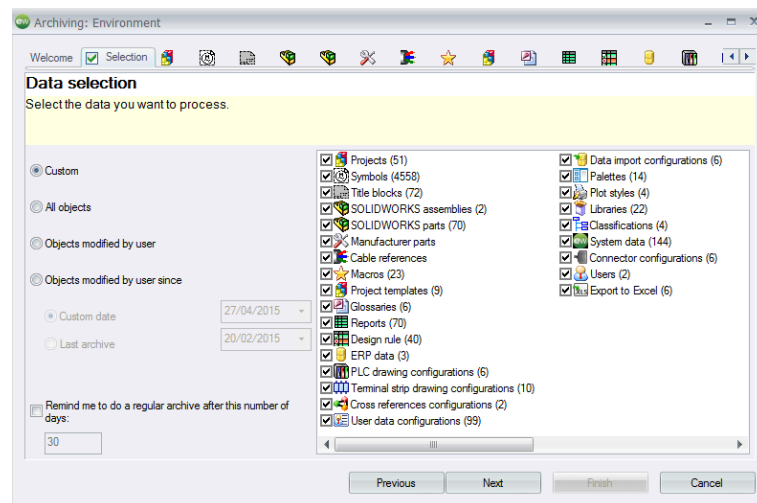 Archiving: Environment
Welcome Selection
Data selection
Select the data you want to process.
Custom
All objects
Objects modified by user
Objects modified by user since
Custom date 27/04/2015
Last archive 20/02/2015
Remind me to do a regular archive after this number of
days:
30
Projects (51)
Symbols (4558)
Title blocks (72)
SOLIDWORKS assemblies (2)
SOLIDWORKS parts (70)
Manufacturer parts
Cable references
Macros (23)
Project templates (9)
Glossaries (6)
Reports (70)
Design rule (40)
ERP data (3)
PLC drawing configurations (6)
Terminal strip drawing configurations (10)
Cross references configurations (2)
User data configurations (99)
Data import configurations (6)
Palettes (14)
Plot styles (4)
Libraries (22)
Classifications (4)
System data (144)
Connector configurations (6)
Users (2)
Export to Excel (6)
Previous Next Finish Cancel